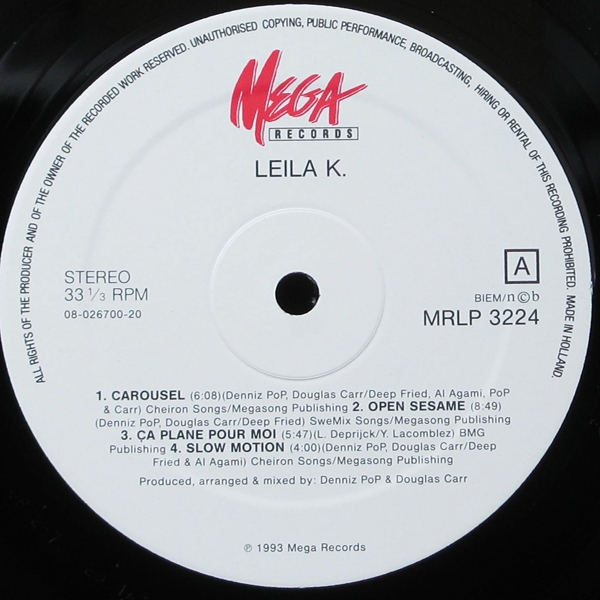 ALL RIGHTS OF THE PRODUCER AND OF THE OWNER OF THE RECORDED WORK RESERVED. UNAUTHORISED COPYING, PUBLIC PERFORMANCE, BROADCASTING, HIRING OR RENTAL OF THIS RECORDING PROHIBITED. MADE IN HOLLAND.
MEGA
RECORDS
LEILA K.
STEREO
33 1/3 RPM
08-026700-20
A
BIEM/n©b
MRLP 3224
1. CAROUSEL (6:08)(Denniz PoP, Douglas Carr/Deep Fried, Al Agami, PoP
& Carr) Cheiron Songs/Megasong Publishing 2. OPEN SESAME (8:49)
(Denniz PoP, Douglas Carr/Deep Fried) SweMix Songs/Megasong Publishing
3. ÇA PLANE POUR MOI (5:47)(L. Deprijck/Y. Lacomblez) BMG
Publishing 4. SLOW MOTION (4:00)(Denniz PoP, Douglas Carr/Deep
Fried & Al Agami) Cheiron Songs/Megasong Publishing
Produced, arranged & mixed by: Denniz PoP & Douglas Carr
℗ 1993 Mega Records